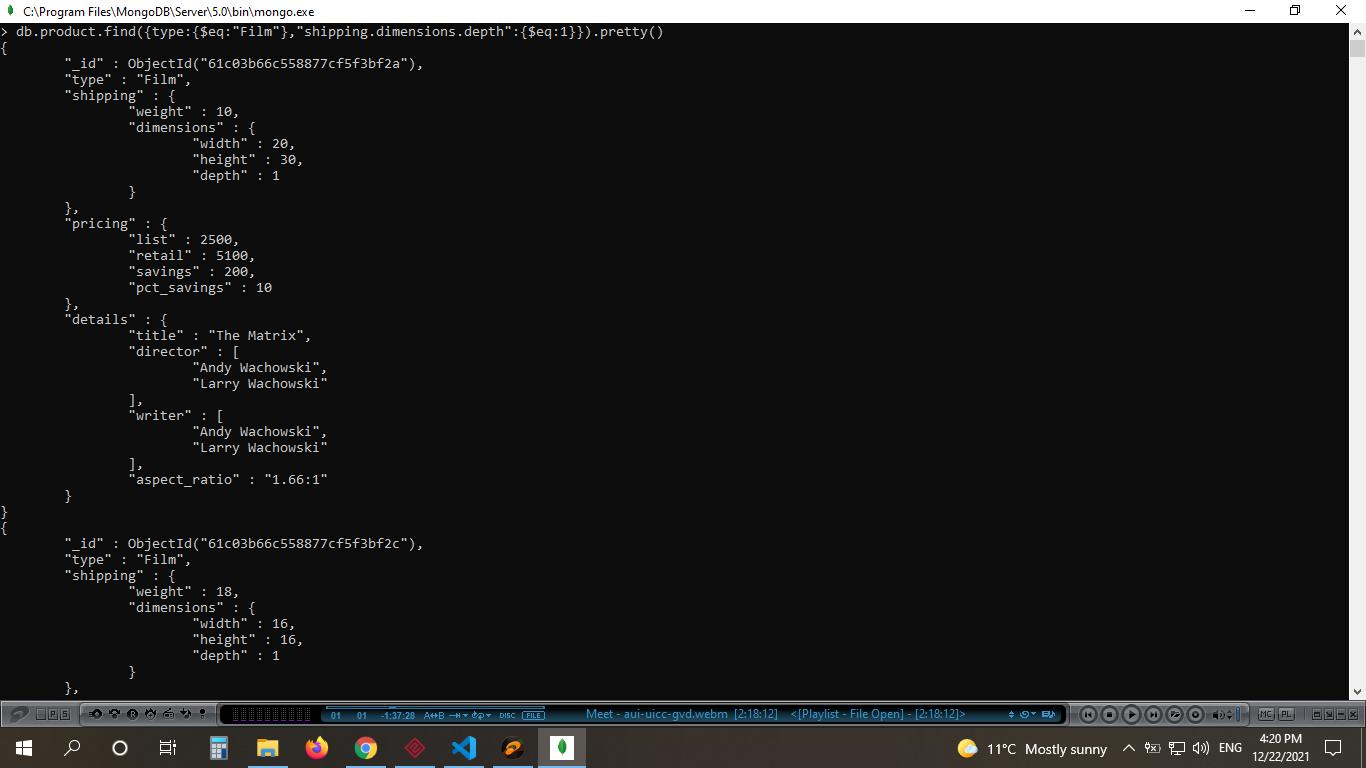 C:\Program Files\MongoDB\Server\5.0\bin\mongo.exe
> db.product.find({type:{$eq:"Film"},"shipping.dimensions.depth":{$eq:1}}).pretty()
{
"_id" : ObjectId("61c03b66c558877cf5f3bf2a"),
"type" : "Film",
"shipping" : {
"weight" : 10,
"dimensions" : {
"width" : 20,
"height" : 30,
"depth" : 1
}
},
"pricing" : {
"list" : 2500,
"retail" : 5100,
"savings" : 200,
"pct_savings" : 10
},
"details" : {
"title" : "The Matrix",
"director" : [
"Andy Wachowski",
"Larry Wachowski"
],
"writer" : [
"Andy Wachowski",
"Larry Wachowski"
],
"aspect_ratio" : "1.66:1"
}
}
{
"_id" : ObjectId("61c03b66c558877cf5f3bf2c"),
"type" : "Film",
"shipping" : {
"weight" : 18,
"dimensions" : {
"width" : 16,
"height" : 16,
"depth" : 1
}
},
P S R 01 01 -1:37:28 A↔B DISC FILE Meet - aui-uicc-gvd.webm [2:18:12] <[Playlist - File Open] - [2:18:12]> MC PL
11°C Mostly sunny ENG 4:20 PM
12/22/2021